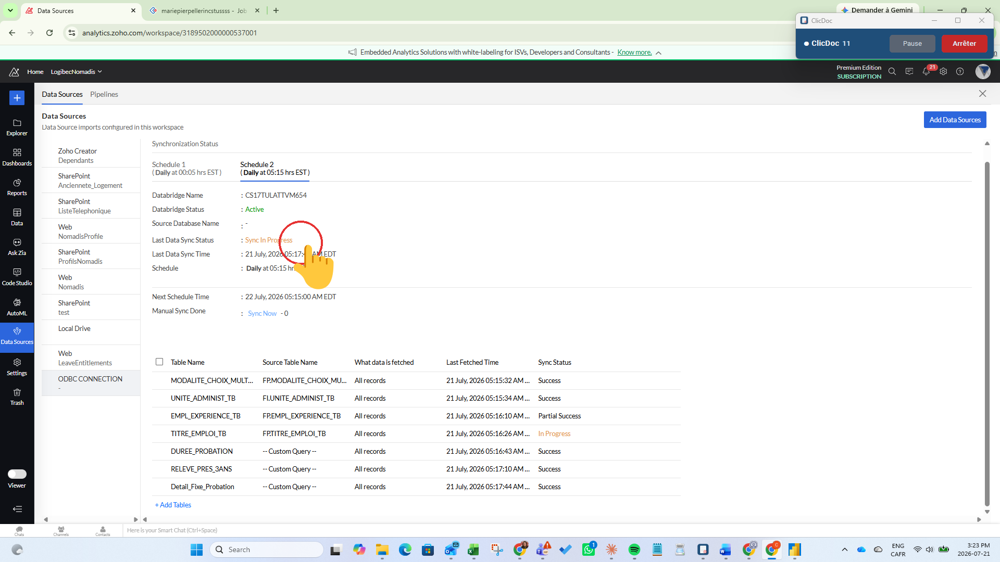 Data Sources
mariepierpellerincstussss - Job
Demander à Gemini
analytics.zoho.com/workspace/3189502000000537001
ClicDoc
ClicDoc 11
Pause
Arrêter
Embedded Analytics Solutions with white-labeling for ISVs, Developers and Consultants - Know more.
Home
LogibecNomadis
Premium Edition
SUBSCRIPTION
21
Data Sources
Pipelines
Data Sources
Data Source imports configured in this workspace
Add Data Sources
Explorer
Dashboards
Reports
Data
Ask Zia
Code Studio
AutoML
Data Sources
Settings
Trash
Viewer
Zoho Creator
Dependants
SharePoint
Anciennete_Logement
SharePoint
ListeTelephonique
Web
NomadisProfile
SharePoint
ProfilsNomadis
Web
Nomadis
SharePoint
test
Local Drive
Web
LeaveEntitlements
ODBC CONNECTION
-
Synchronization Status
Schedule 1
( Daily at 00:05 hrs EST )
Schedule 2
( Daily at 05:15 hrs EST )
Databridge Name : CS17TULATTVM654
Databridge Status : Active
Source Database Name : -
Last Data Sync Status : Sync In Progress
Last Data Sync Time : 21 July, 2026 05:17: AM EDT
Schedule : Daily at 05:15 hr
Next Schedule Time : 22 July, 2026 05:15:00 AM EDT
Manual Sync Done : Sync Now - 0
Table Name Source Table Name What data is fetched Last Fetched Time Sync Status
MODALITE_CHOIX_MULT... FP.MODALITE_CHOIX_MU... All records 21 July, 2026 05:15:32 AM ... Success
UNITE_ADMINIST_TB FI.UNITE_ADMINIST_TB All records 21 July, 2026 05:15:34 AM ... Success
EMPL_EXPERIENCE_TB FP.EMPL_EXPERIENCE_TB All records 21 July, 2026 05:16:10 AM ... Partial Success
TITRE_EMPLOI_TB FP.TITRE_EMPLOI_TB All records 21 July, 2026 05:16:26 AM ... In Progress
DUREE_PROBATION -- Custom Query -- All records 21 July, 2026 05:16:43 AM ... Success
RELEVE_PRES_3ANS -- Custom Query -- All records 21 July, 2026 05:17:10 AM ... Success
Detail_Fixe_Probation -- Custom Query -- All records 21 July, 2026 05:17:44 AM ... Success
+ Add Tables
Chats
Channels
Contacts
Here is your Smart Chat (Ctrl+Space)
Search
1
ENG
CAFR
3:23 PM
2026-07-21